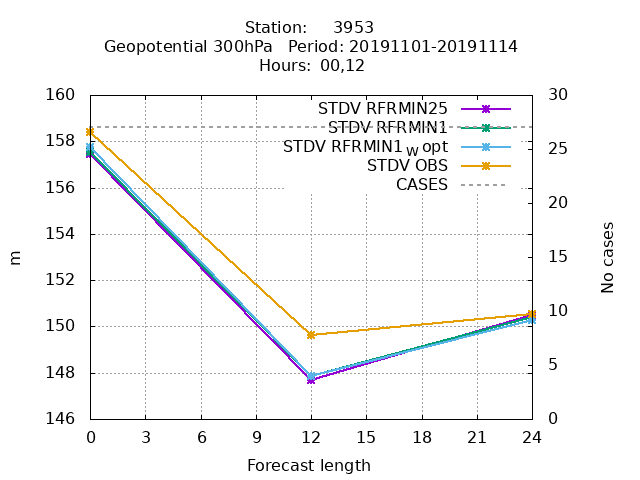 Station: 3953
Geopotential 300hPa Period: 20191101-20191114
Hours: 00,12
160
158
156
154
152
150
148
146
m
STDV RFRMIN25
STDV RFRMIN1
STDV RFRMIN1 W opt
STDV OBS
CASES
30
25
20
15
10
5
0
No cases
0 3 6 9 12 15 18 21 24
Forecast length